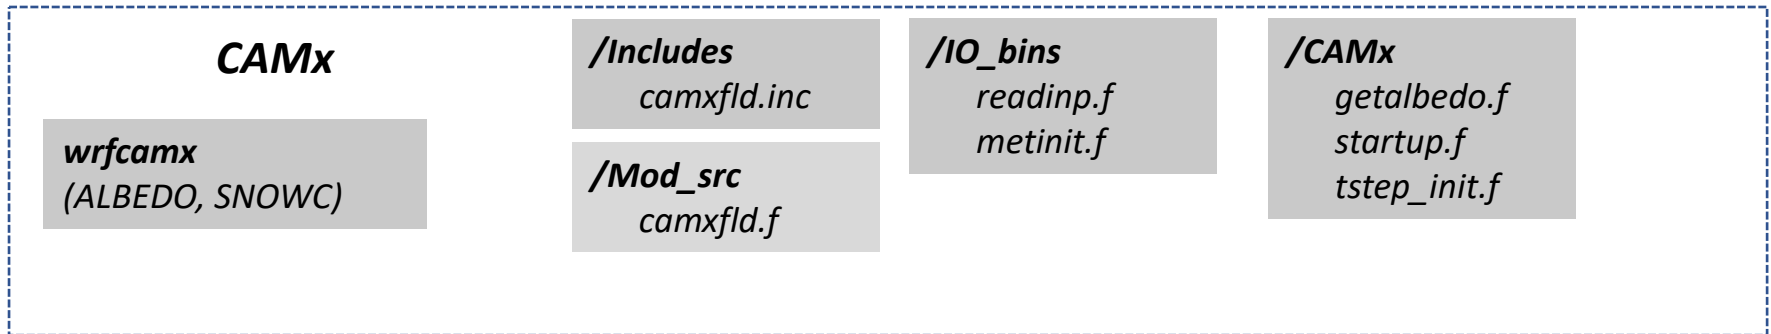 CAMx
wrfcamx
(ALBEDO, SNOWC)
/Includes
camxfld.inc
/Mod_src
camxfld.f
/IO_bins
readinp.f
metinit.f
/CAMx
getalbedo.f
startup.f
tstep_init.f